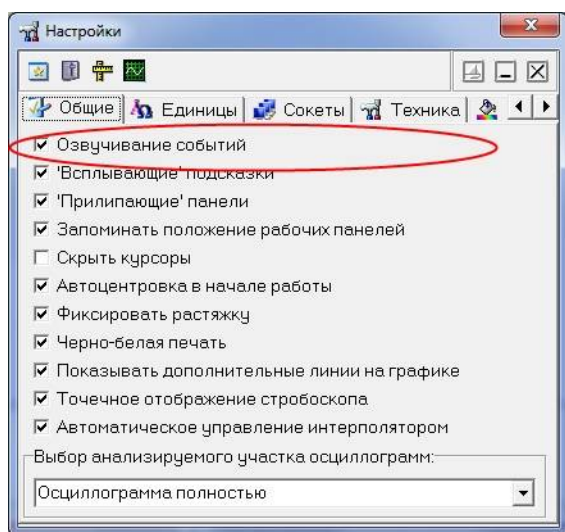 Настройки
Общие Единицы Сокеты Техника
Озвучивание событий
'Всплывающие' подсказки
'Прилипающие' панели
Запоминать положение рабочих панелей
Скрыть курсоры
Автоцентровка в начале работы
Фиксировать растяжку
Черно-белая печать
Показывать дополнительные линии на графике
Точечное отображение стробоскопа
Автоматическое управление интерполятором
Выбор анализируемого участка осциллограмм:
Осциллограмма полностью